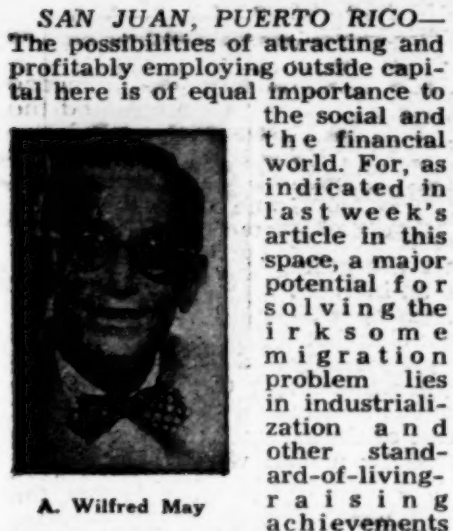 SAN JUAN, PUERTO RICO—
The possibilities of attracting and
profitably employing outside capi-
tal here is of equal importance to
the social and
the financial
world. For, as
indicated in
last week's
article in this
space, a major
potential for
solving the
irksome
migration
problem lies
in industriali-
zation and
other stand-
ard-of-living-
raising
achievements
A. Wilfred May